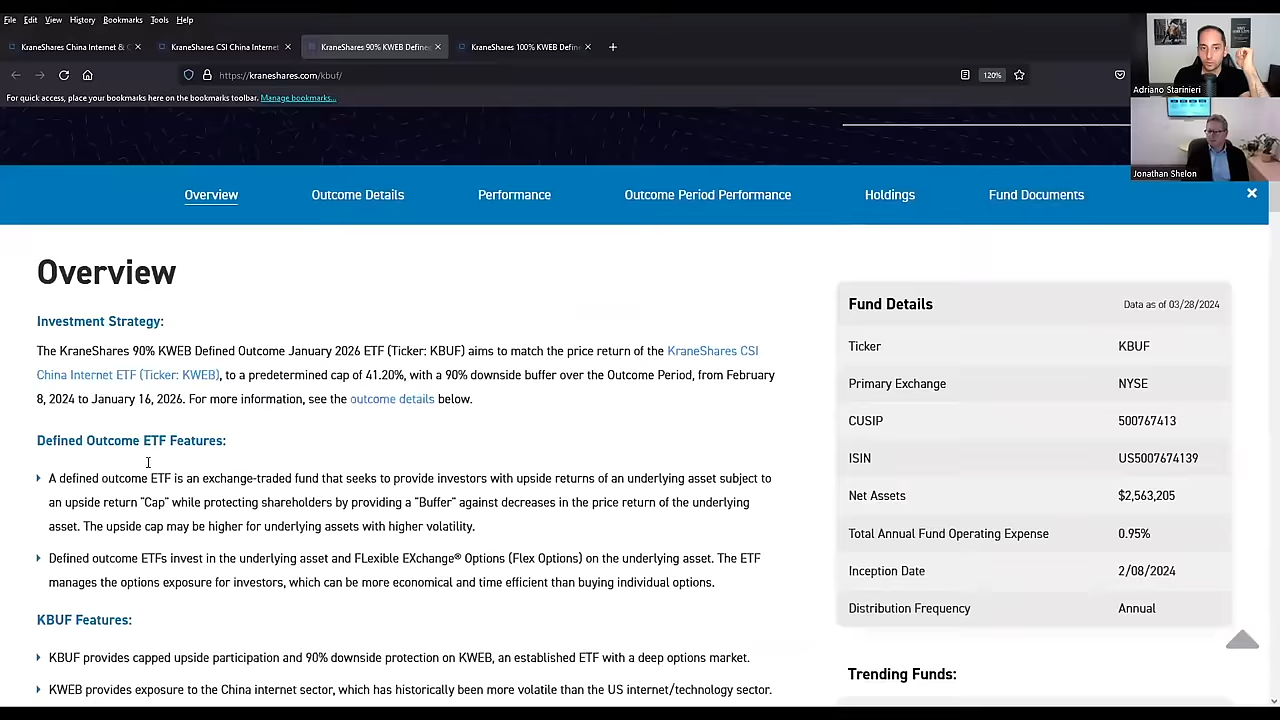 File Edit View History Bookmarks Tools Help
KraneShares China Internet & C
KraneShares CSI China Internet
KraneShares 90% KWEB Define
KraneShares 100% KWEB Defin
https://kraneshares.com/kbuf/
120%
For quick access, place your bookmarks here on the bookmarks toolbar. Manage bookmarks...
Adriano Starinieri
Jonathan Shelon
Overview Outcome Details Performance Outcome Period Performance Holdings Fund Documents
Overview
Investment Strategy:
The KraneShares 90% KWEB Defined Outcome January 2026 ETF (Ticker: KBUF) aims to match the price return of the KraneShares CSI
China Internet ETF (Ticker: KWEB), to a predetermined cap of 41.20%, with a 90% downside buffer over the Outcome Period, from February
8, 2024 to January 16, 2026. For more information, see the outcome details below.
Defined Outcome ETF Features:
A defined outcome ETF is an exchange-traded fund that seeks to provide investors with upside returns of an underlying asset subject to
an upside return "Cap" while protecting shareholders by providing a "Buffer" against decreases in the price return of the underlying
asset. The upside cap may be higher for underlying assets with higher volatility.
Defined outcome ETFs invest in the underlying asset and FLexible EXchange® Options (Flex Options) on the underlying asset. The ETF
manages the options exposure for investors, which can be more economical and time efficient than buying individual options.
KBUF Features:
KBUF provides capped upside participation and 90% downside protection on KWEB, an established ETF with a deep options market.
KWEB provides exposure to the China internet sector, which has historically been more volatile than the US internet/technology sector.
Fund Details Data as of 03/28/2024
Ticker KBUF
Primary Exchange NYSE
CUSIP 500767413
ISIN US5007674139
Net Assets $2,563,205
Total Annual Fund Operating Expense 0.95%
Inception Date 2/08/2024
Distribution Frequency Annual
Trending Funds: